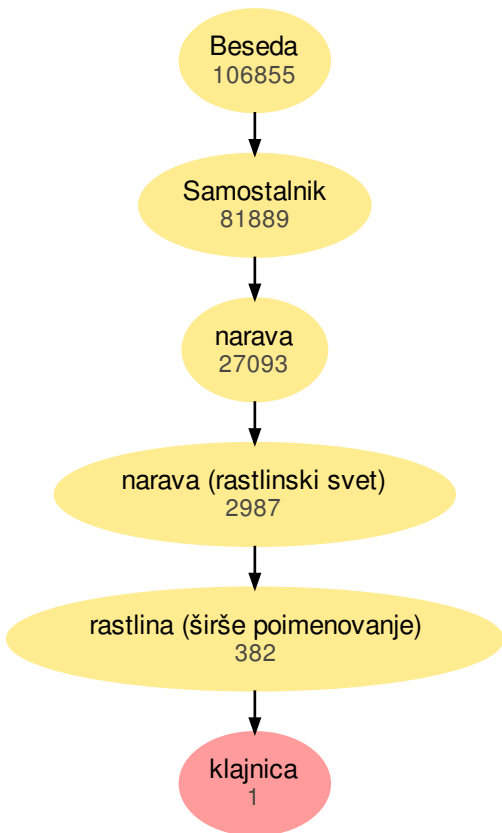 Beseda
106855
Samostalnik
81889
narava
27093
narava (rastlinski svet)
2987
rastlina (širše poimenovanje)
382
klajnica
1